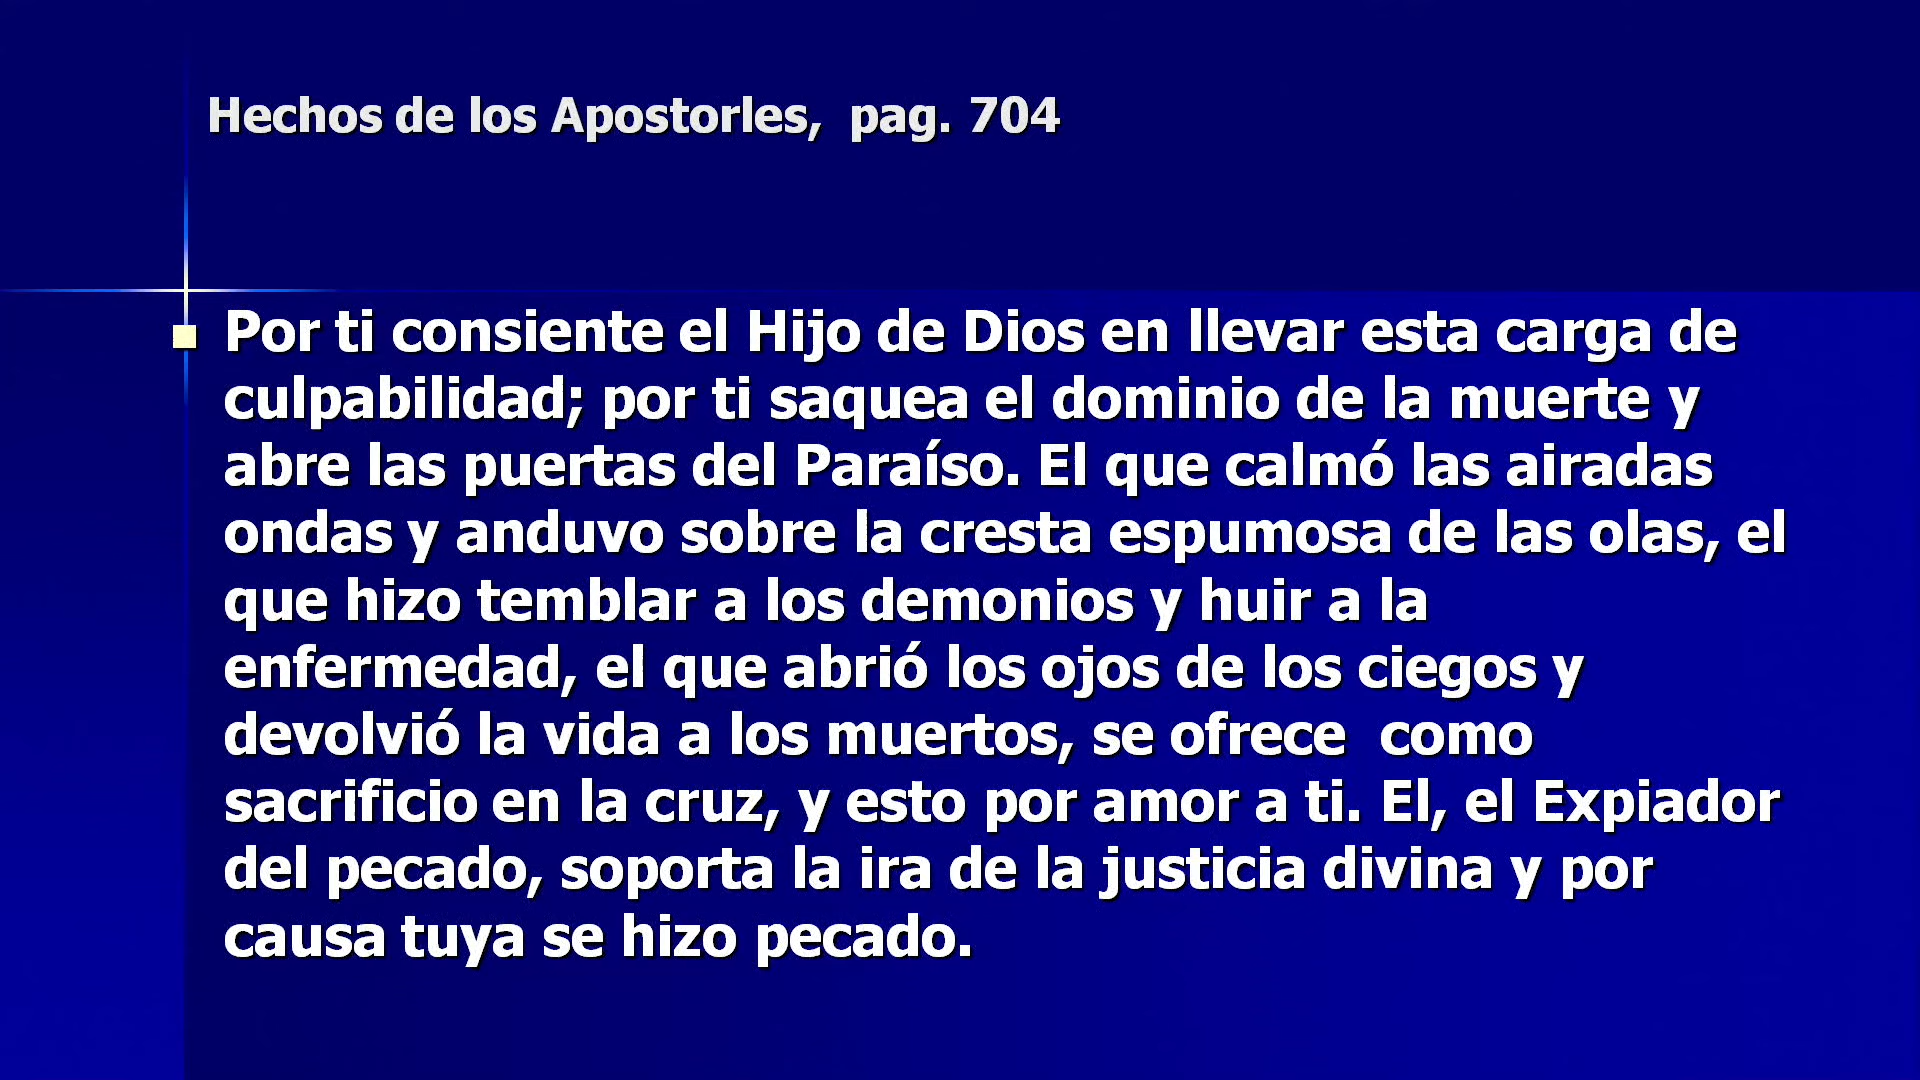 Hechos de los Apostorles,  pag. 704
Por ti consiente el Hijo de Dios en llevar esta carga de
culpabilidad; por ti saquea el dominio de la muerte y
abre las puertas del Paraíso. El que calmó las airadas
ondas y anduvo sobre la cresta espumosa de las olas, el
que hizo temblar a los demonios y huir a la
enfermedad, el que abrió los ojos de los ciegos y
devolvió la vida a los muertos, se ofrece  como
sacrificio en la cruz, y esto por amor a ti. El, el Expiador
del pecado, soporta la ira de la justicia divina y por
causa tuya se hizo pecado.